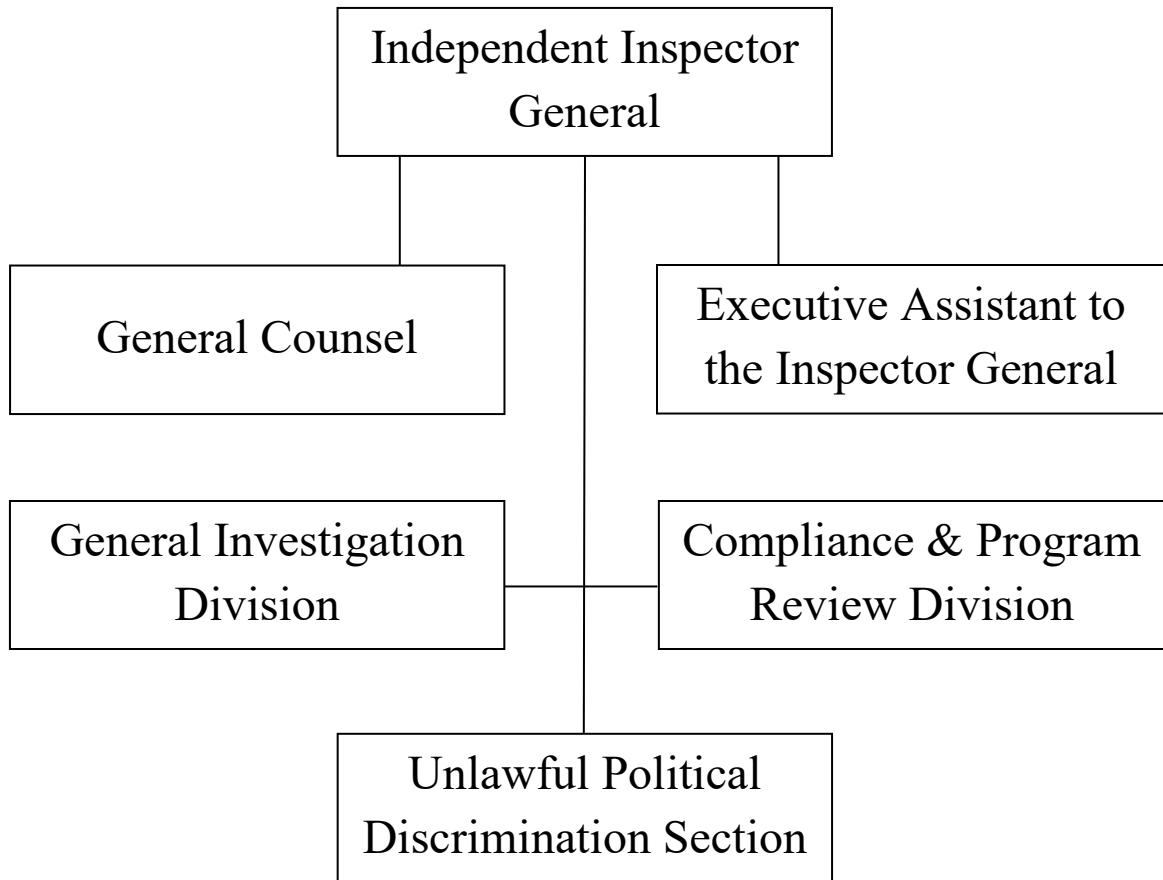 Independent Inspector
General
General Counsel
Executive Assistant to
the Inspector General
General Investigation
Division
Compliance & Program
Review Division
Unlawful Political
Discrimination Section